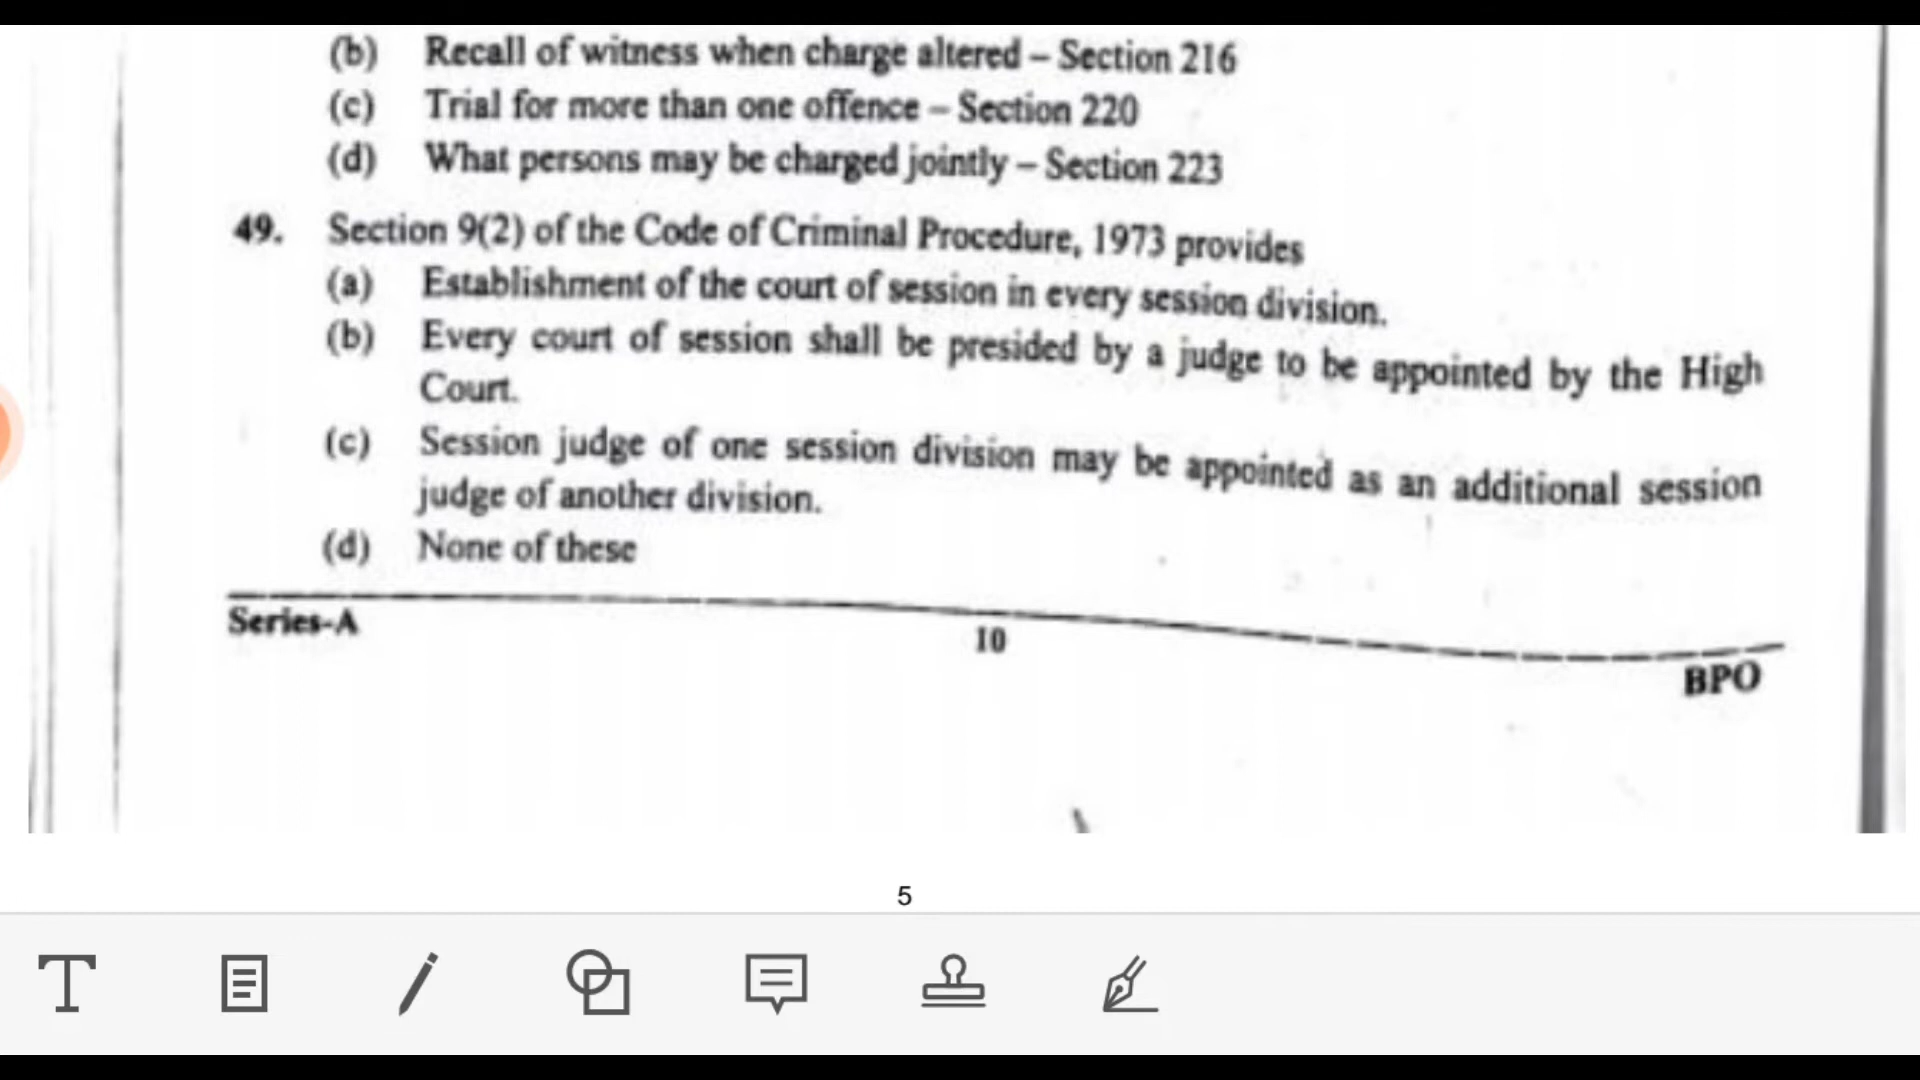 (b) Recall of witness when charge altered – Section 216
(c) Trial for more than one offence – Section 220
(d) What persons may be charged jointly – Section 223
49. Section 9(2) of the Code of Criminal Procedure, 1973 provides
(a) Establishment of the court of session in every session division.
(b) Every court of session shall be presided by a judge to be appointed by the High
Court.
(c) Session judge of one session division may be appointed as an additional session
judge of another division.
(d) None of these
Series-A
10
BPO
5